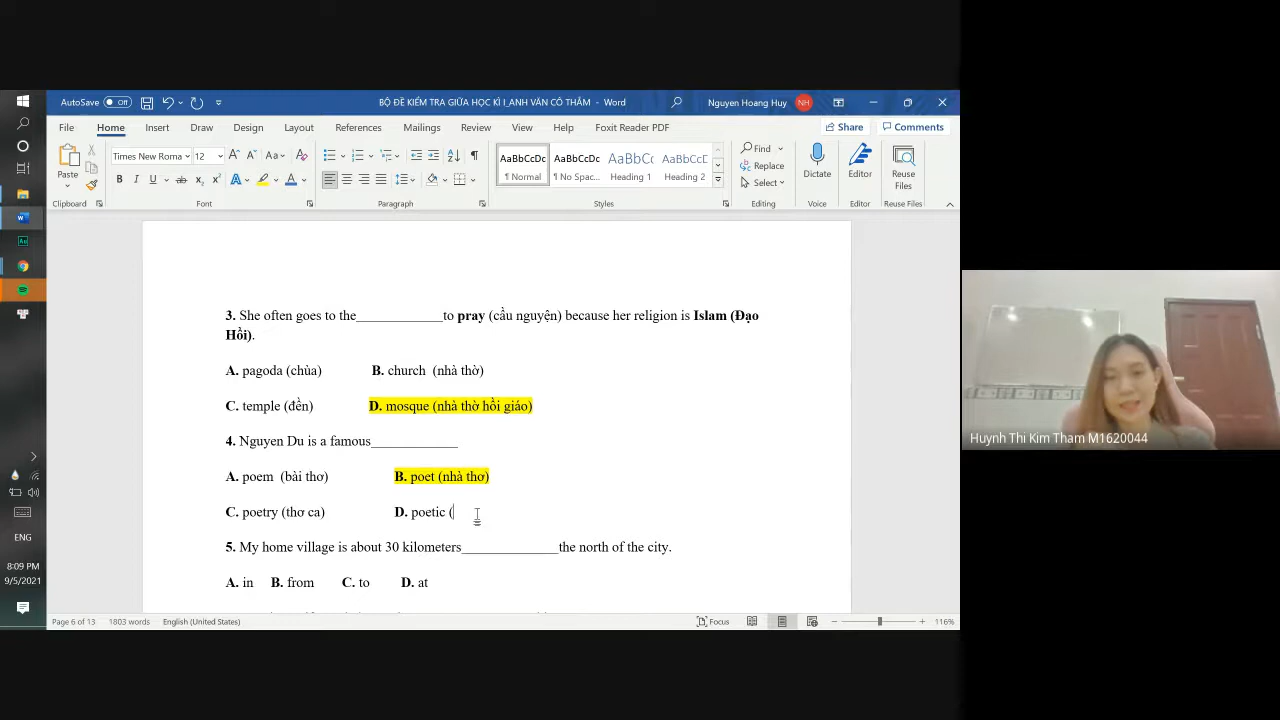 AutoSave Off
BỘ ĐỀ KIỂM TRA GIỮA HỌC KÌ I_ANH VĂN CÔ THẮM - Word
Nguyen Hoang Huy NH
File Home Insert Draw Design Layout References Mailings Review View Help Foxit Reader PDF
Share Comments
Paste
Times New Roma 12
AaBbCcDc AaBbCcDc AaBbC( AaBbCcD
¶ Normal ¶ No Spac... Heading 1 Heading 2
Find
Replace
Select
Dictate
Editor
Reuse Files
Clipboard Font Paragraph Styles Editing Voice Editor Reuse Files
3. She often goes to the____________to pray (cầu nguyện) because her religion is Islam (Đạo
Hồi).
A. pagoda (chùa) B. church (nhà thờ)
C. temple (đền) D. mosque (nhà thờ hồi giáo)
4. Nguyen Du is a famous____________
A. poem (bài thơ) B. poet (nhà thơ)
C. poetry (thơ ca) D. poetic (
5. My home village is about 30 kilometers_____________the north of the city.
A. in B. from C. to D. at
Page 6 of 13 1803 words English (United States)
Focus
116%
ENG
8:09 PM
9/5/2021
Huynh Thi Kim Tham M1620044